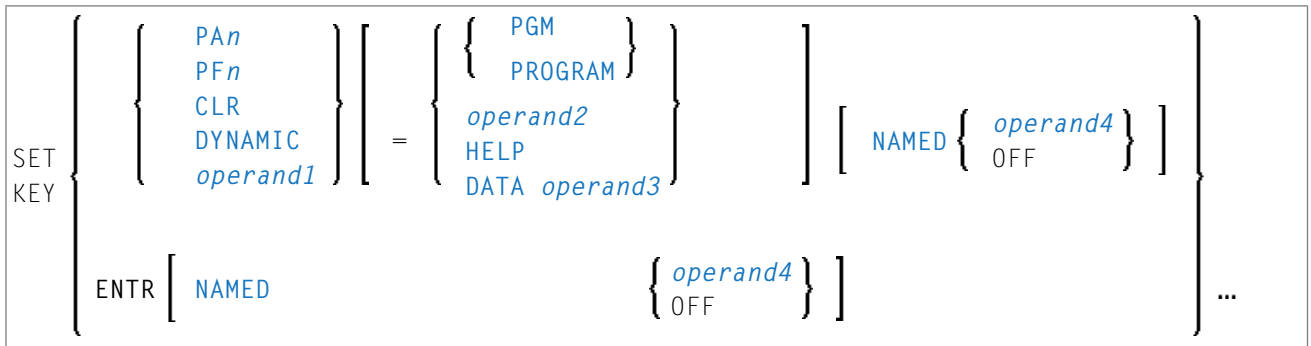 PAn
PFn
CLR
DYNAMIC
operand1
=
PGM
PROGRAM
operand2
HELP
DATA operand3
NAMED operand4
OFF
SET
KEY
ENTR NAMED operand4
OFF
...